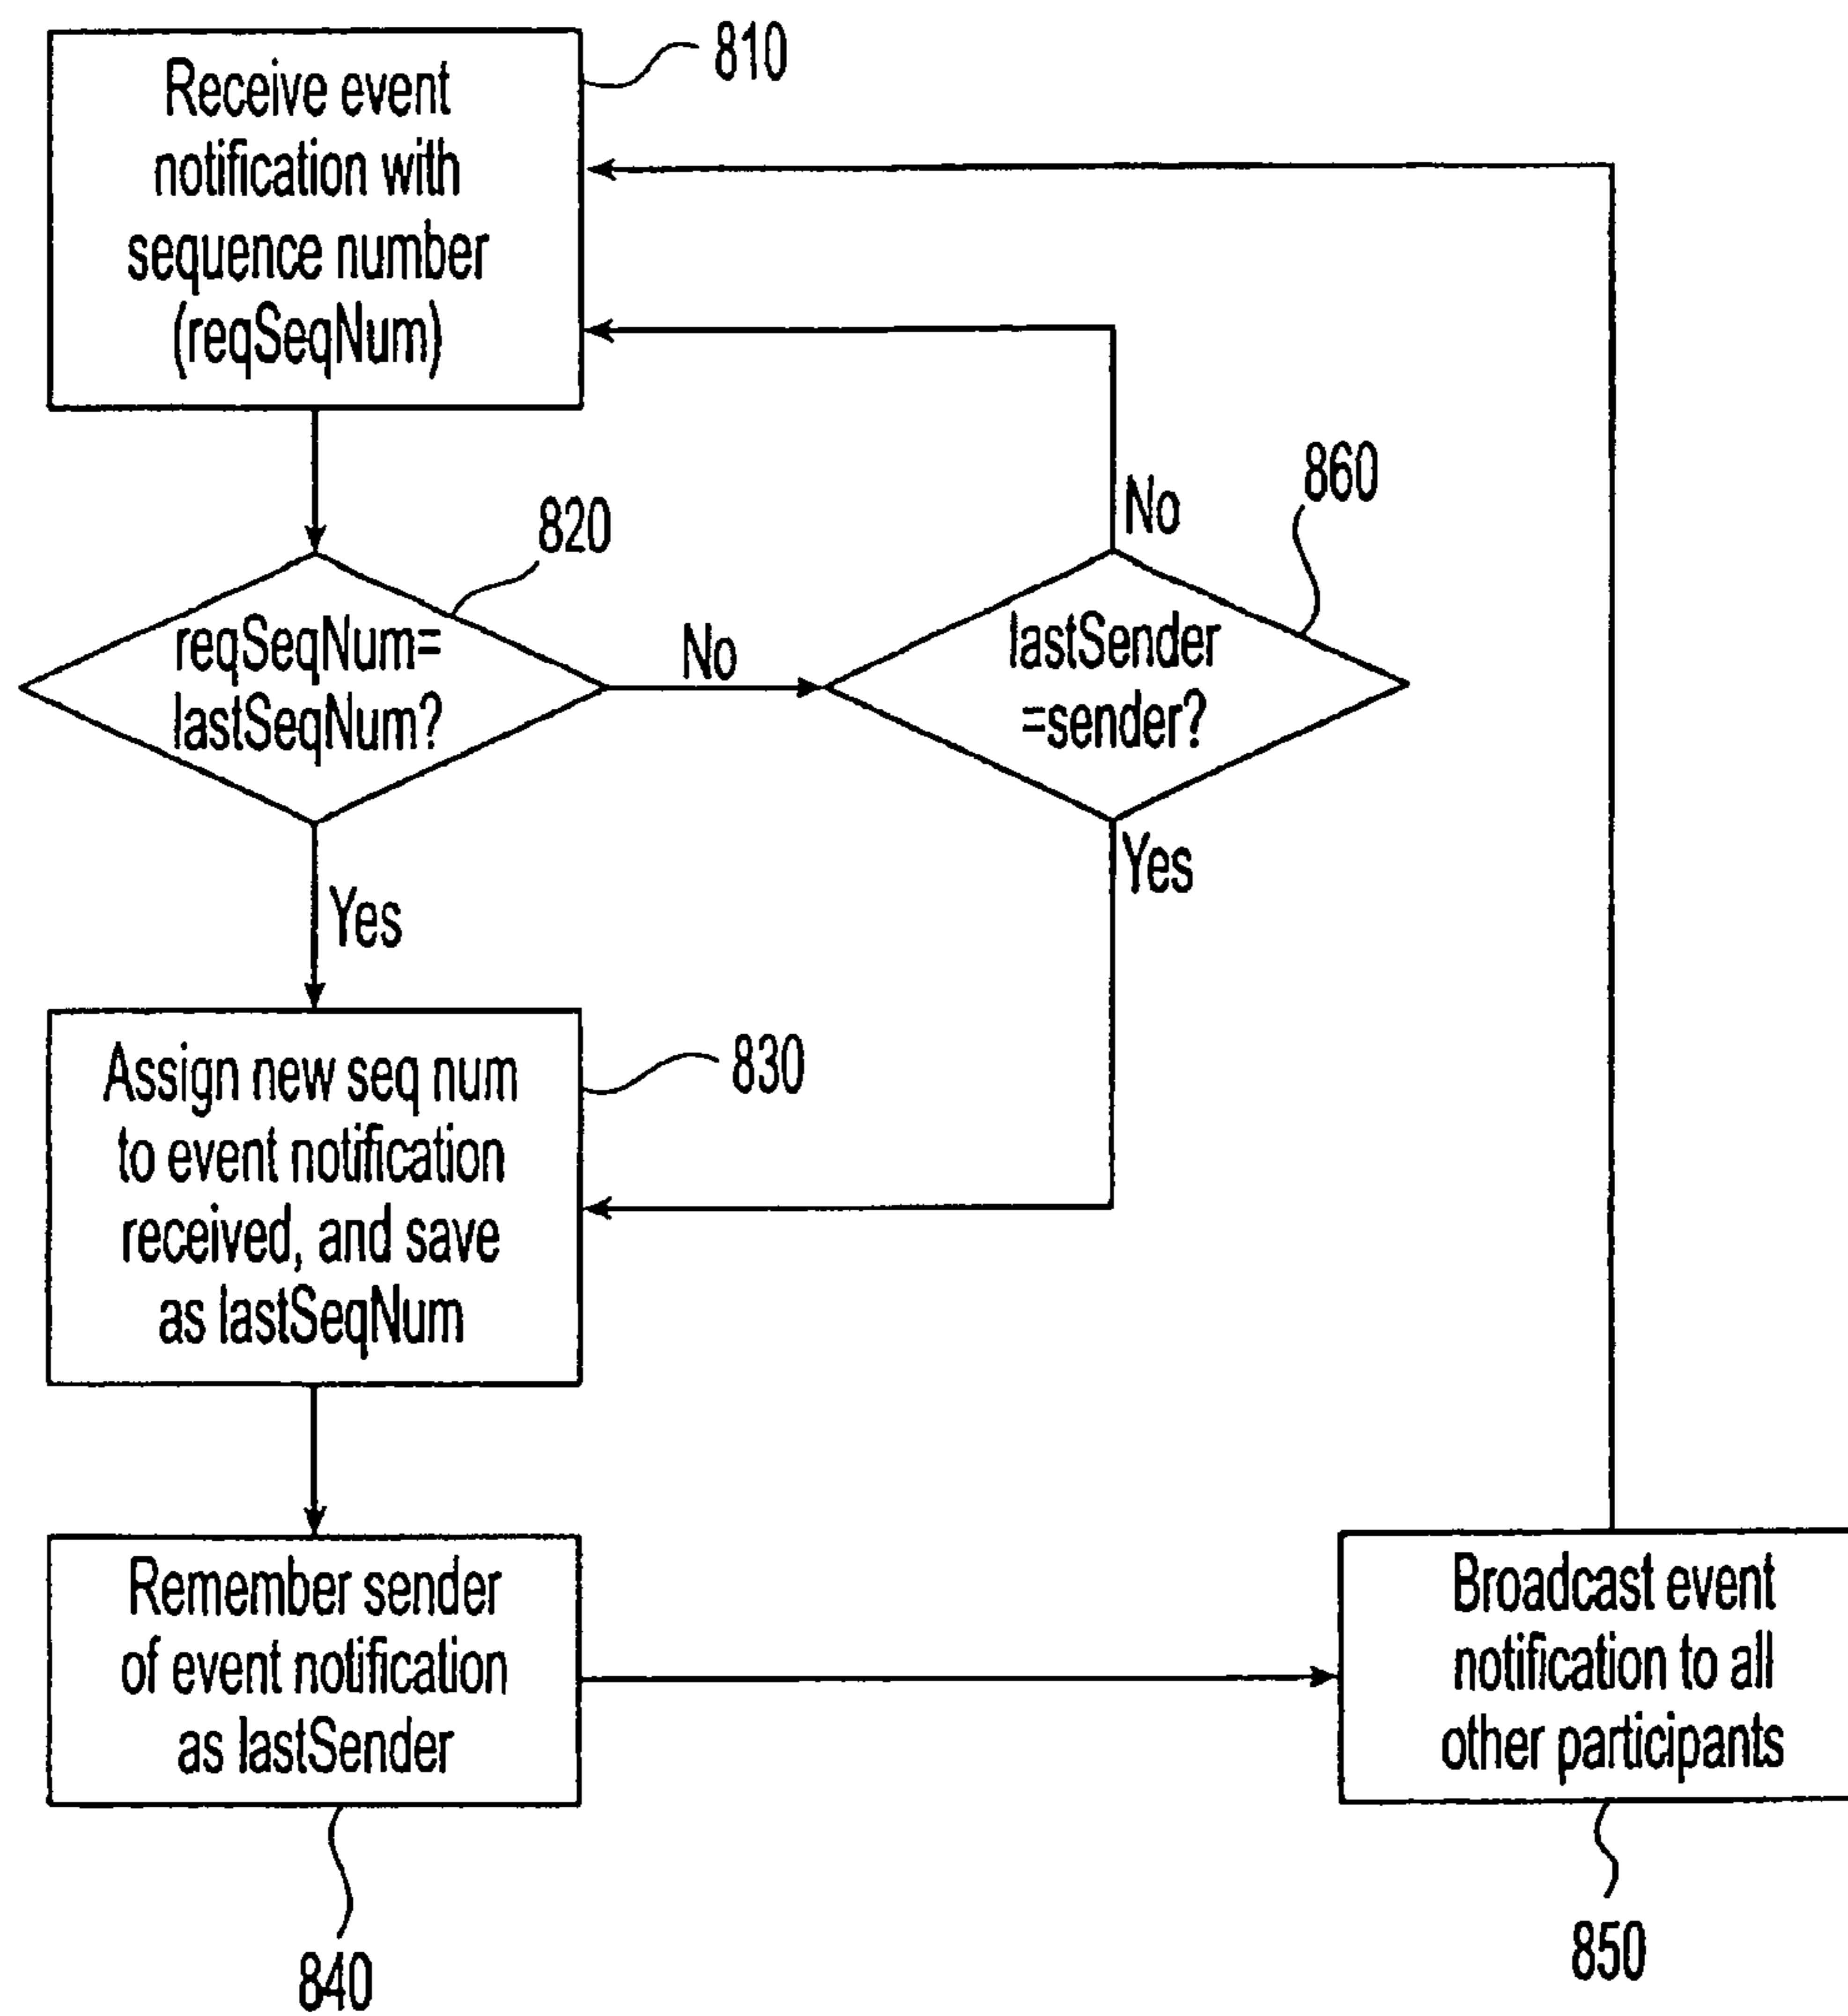 Receive event
notification with
sequence number
(reqSeqNum)
810
820
reqSeqNum=
lastSeqNum?
No
Yes
860
No
lastSender
=sender?
Yes
Assign new seq num
to event notification
received, and save
as lastSeqNum
830
Remember sender
of event notification
as lastSender
840
Broadcast event
notification to all
other participants
850